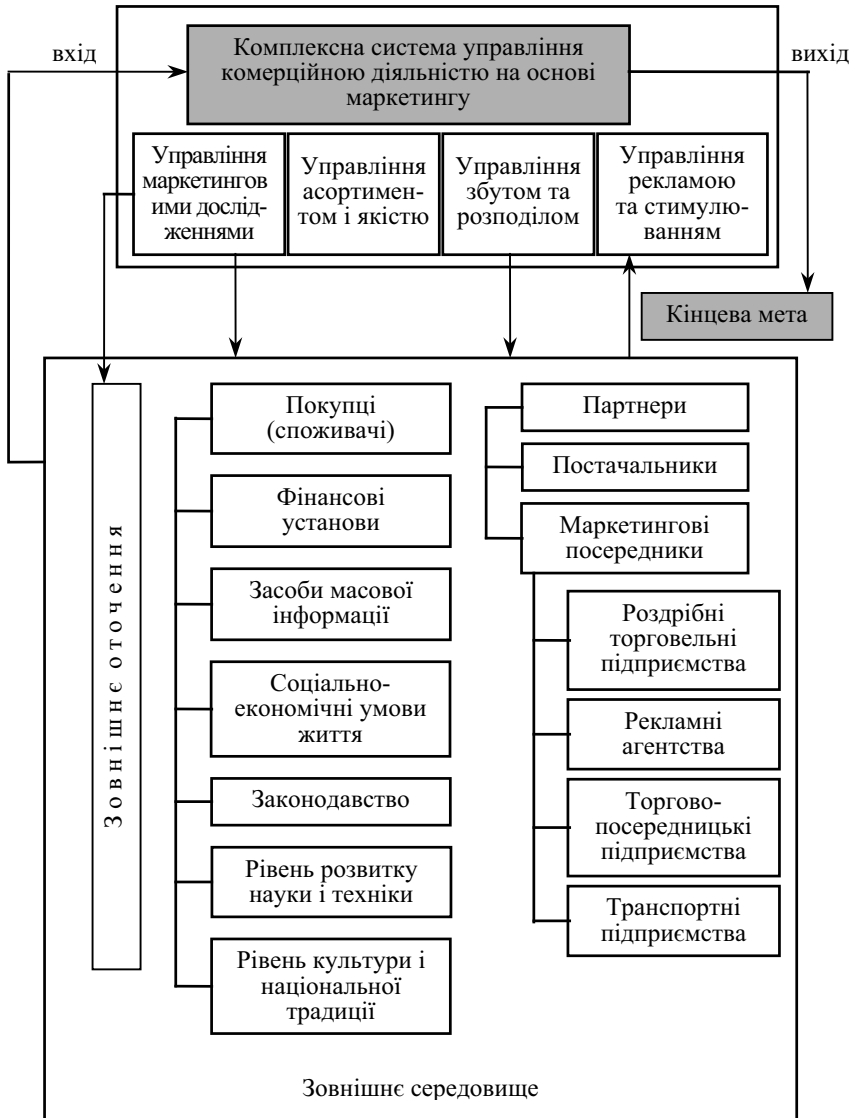 вхід
Комплексна система управління
комерційною діяльністю на основі
маркетингу
вихід
Управління
маркетингов
ими дослід-
женнями
Управління
асортимен-
том і якістю
Управління
збутом та
розподілом
Управління
рекламою
та стимулю-
ванням
Кінцева мета
Зовнішнє оточення
Покупці
(споживачі)
Фінансові
установи
Засоби масової
інформації
Соціально-
економічні умови
життя
Законодавство
Рівень розвитку
науки і техніки
Рівень культури і
національної
традиції
Партнери
Постачальники
Маркетингові
посередники
Роздрібні
торговельні
підприємства
Рекламні
агентства
Торгово-
посередницькі
підприємства
Транспортні
підприємства
Зовнішнє середовище